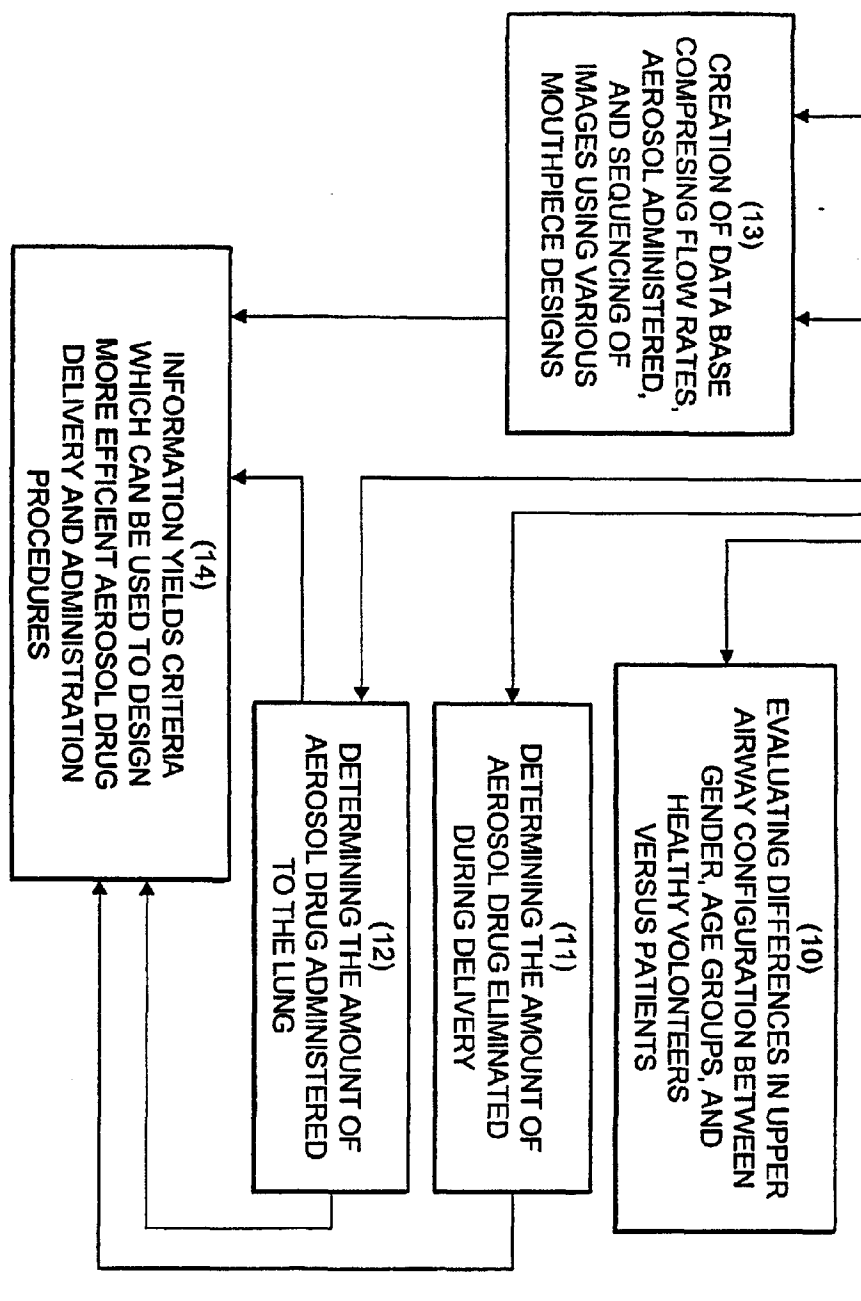 (13)
CREATION OF DATA BASE
COMPRESING FLOW RATES,
AEROSOL ADMINISTERED,
AND SEQUENCING OF
IMAGES USING VARIOUS
MOUTHPIECE DESIGNS
(10)
EVALUATING DIFFERENCES IN UPPER
AIRWAY CONFIGURATION BETWEEN
GENDER, AGE GROUPS, AND
HEALTHY VOLUNTEERS
VERSUS PATIENTS
(11)
DETERMINING THE AMOUNT OF
AEROSOL DRUG ELIMINATED
DURING DELIVERY
(12)
DETERMINING THE AMOUNT OF
AEROSOL DRUG ADMINISTERED
TO THE LUNG
(14)
INFORMATION YIELDS CRITERIA
WHICH CAN BE USED TO DESIGN
MORE EFFICIENT AEROSOL DRUG
DELIVERY AND ADMINISTRATION
PROCEDURES